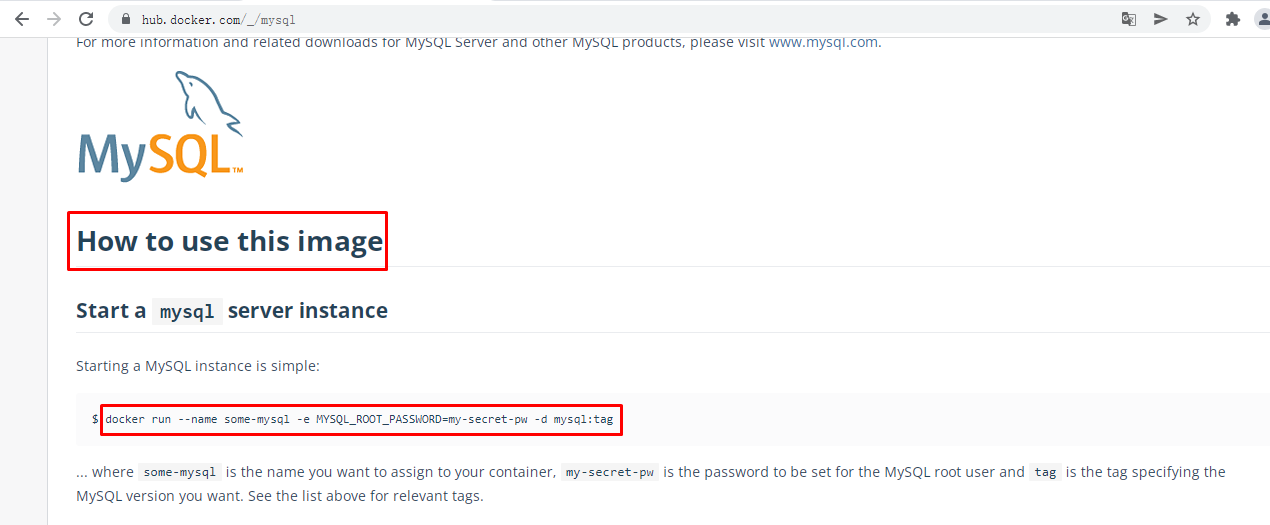 hub.docker.com/_/mysql
For more information and related downloads for MySQL Server and other MySQL products, please visit www.mysql.com.
MySQL™
How to use this image
Start a mysql server instance
Starting a MySQL instance is simple:
$ docker run --name some-mysql -e MYSQL_ROOT_PASSWORD=my-secret-pw -d mysql:tag
... where some-mysql is the name you want to assign to your container, my-secret-pw is the password to be set for the MySQL root user and tag is the tag specifying the
MySQL version you want. See the list above for relevant tags.